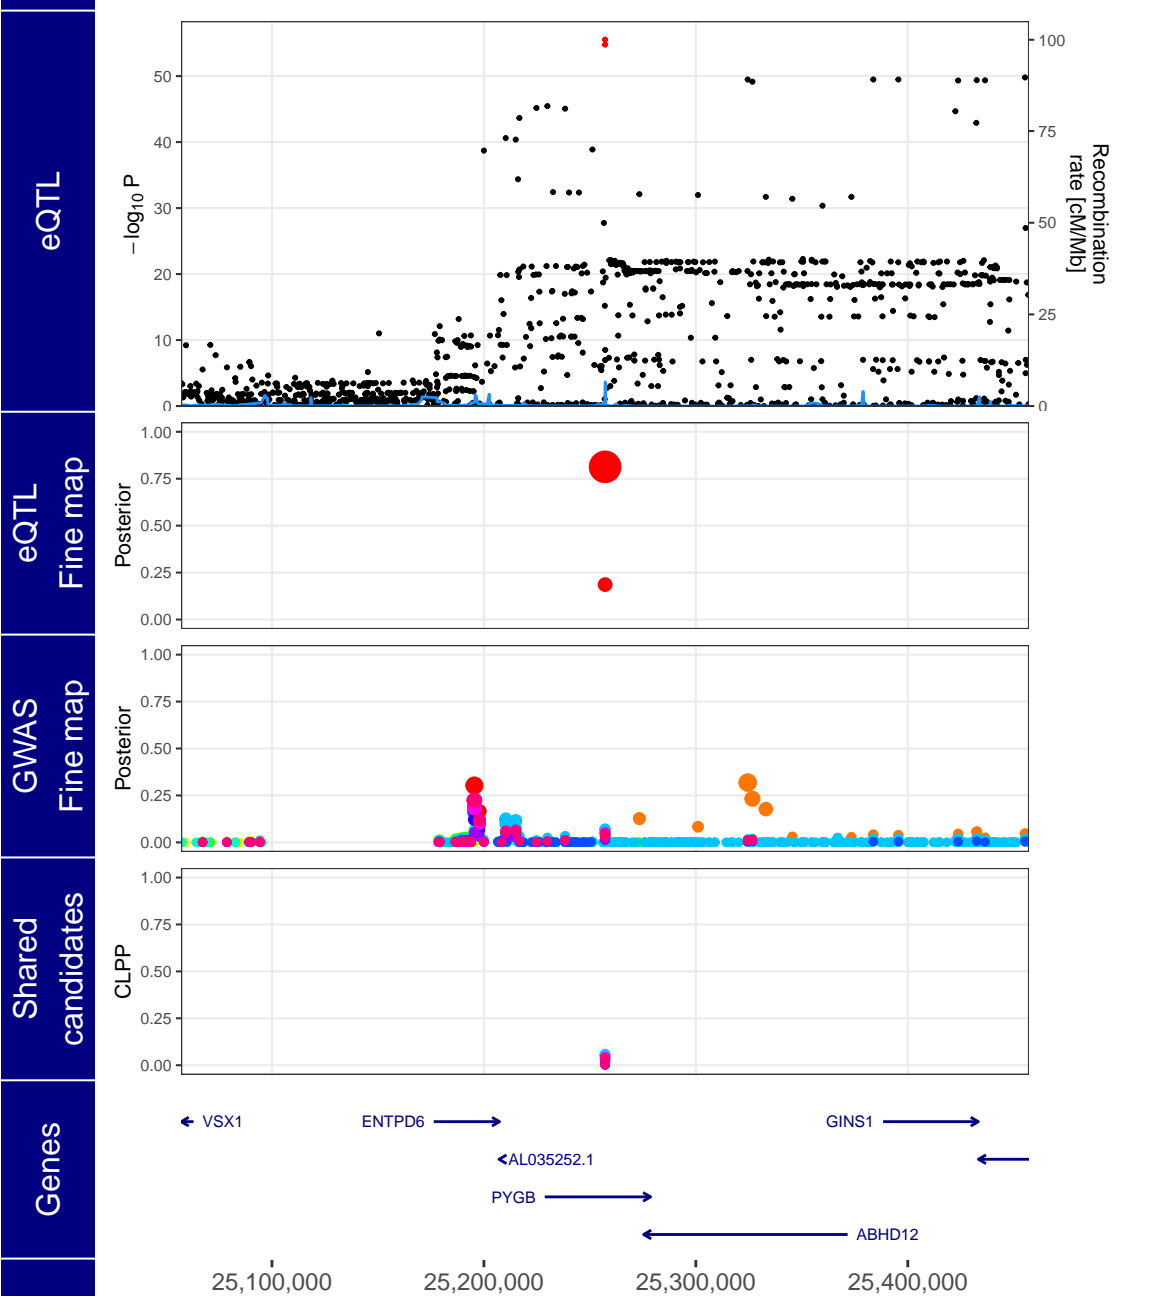 eQTL
−log10 P
50
40
30
20
10
0
100
75
50
25
0
Recombination
rate [cM/Mb]
eQTL
Fine map
Posterior
1.00
0.75
0.50
0.25
0.00
GWAS
Fine map
Posterior
1.00
0.75
0.50
0.25
0.00
Shared
candidates
CLPP
1.00
0.75
0.50
0.25
0.00
Genes
VSX1
ENTPD6
GINS1
AL035252.1
PYGB
ABHD12
25,100,000
25,200,000
25,300,000
25,400,000